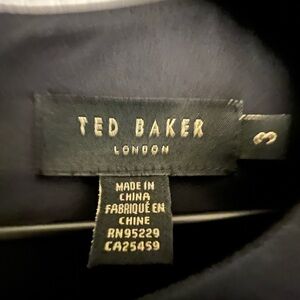 TED BAKER
LONDON
3
MADE IN
CHINA
FABRIQUÉ EN
CHINE
RN95229
CA25459